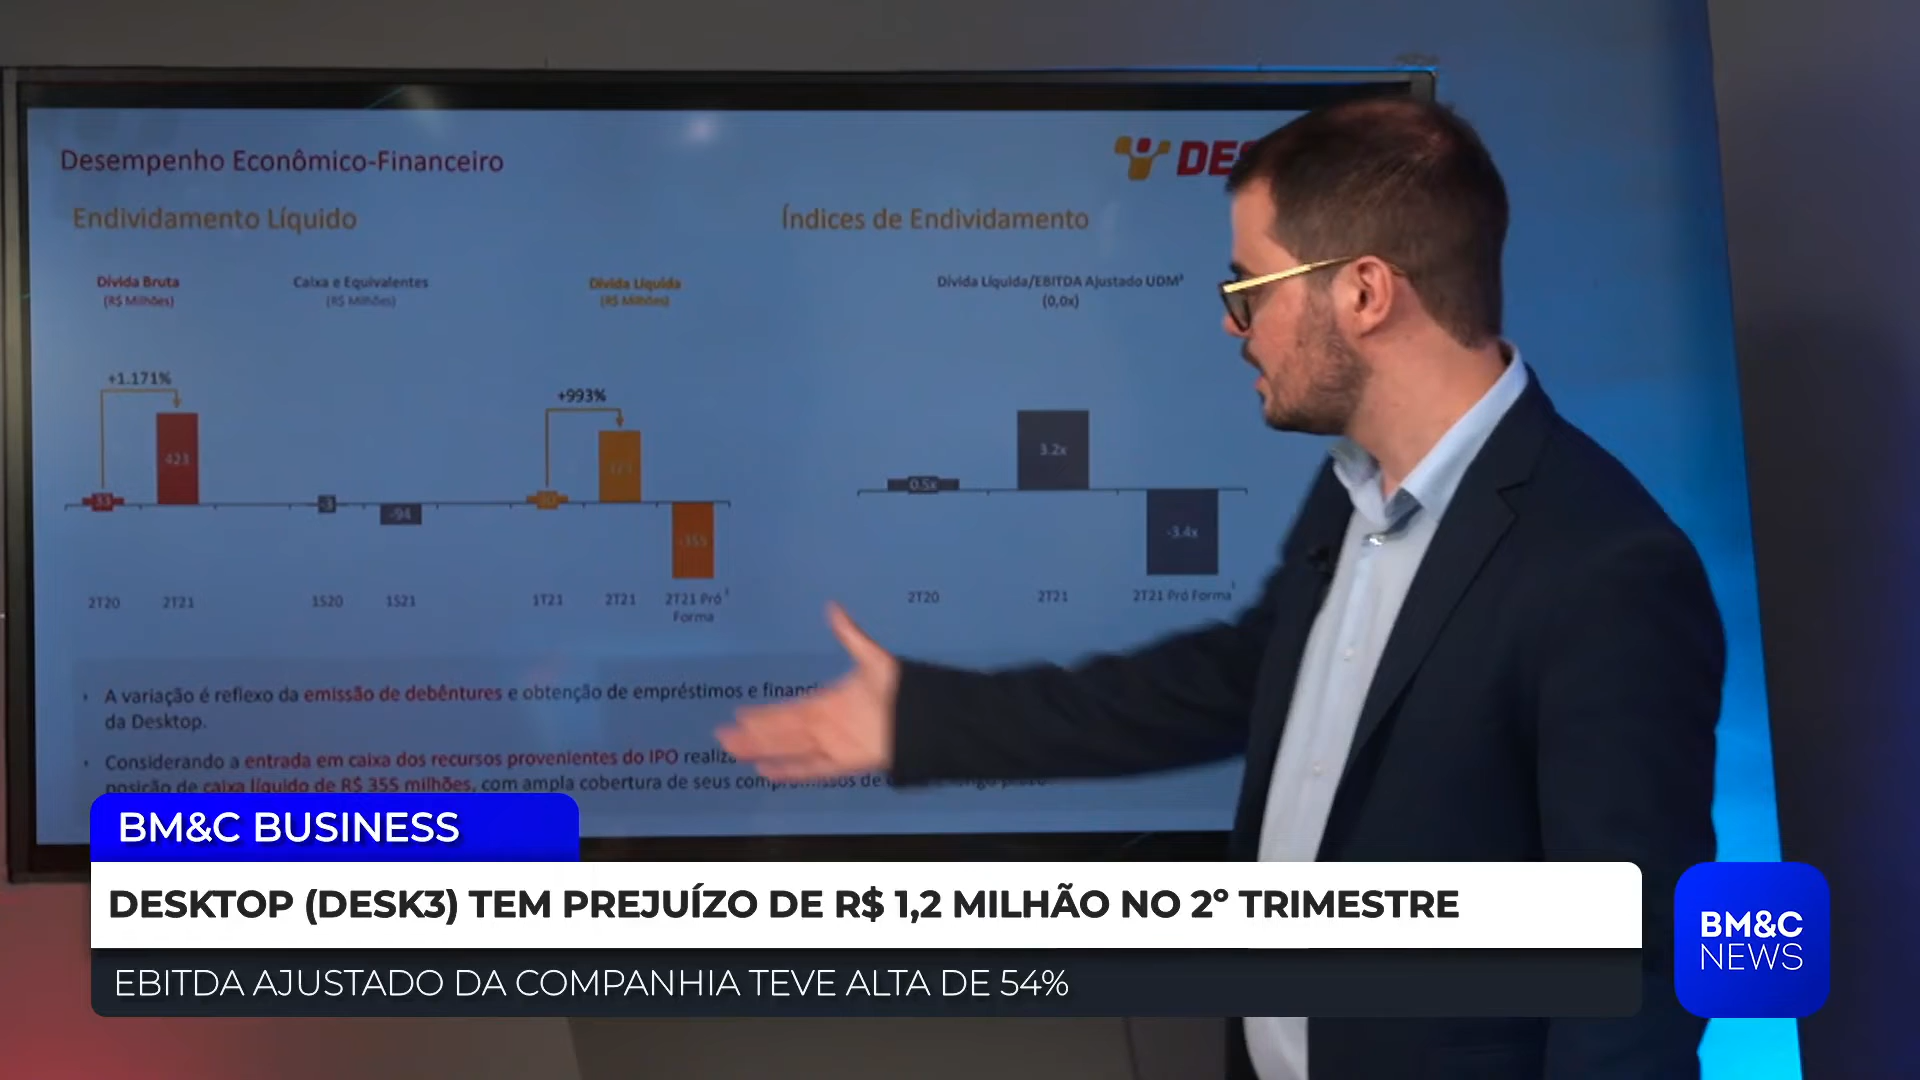 Desempenho Econômico-Financeiro
Endividamento Líquido
Índices de Endividamento
Dívida Bruta
(R$ Milhões)
Caixa e Equivalentes
(R$ Milhões)
Dívida Líquida
(R$ Milhões)
Dívida Líquida/EBITDA Ajustado UDM³
(0,0x)
+1.171%
+993%
33
423
-3
-94
-355
0.5x
3.2x
-3.4x
2T20
2T21
1S20
1S21
1T21
2T21
2T21 Pró
Forma
2T20
2T21
2T21 Pró Forma
A variação é reflexo da emissão de debêntures e obtenção de empréstimos e
da Desktop.
Considerando a entrada em caixa dos recursos provenientes do IPO
posição de caixa líquido de R$ 355 milhões, com ampla cobertura de seus
BM&C BUSINESS
DESKTOP (DESK3) TEM PREJUÍZO DE R$ 1,2 MILHÃO NO 2º TRIMESTRE
EBITDA AJUSTADO DA COMPANHIA TEVE ALTA DE 54%
BM&C
NEWS